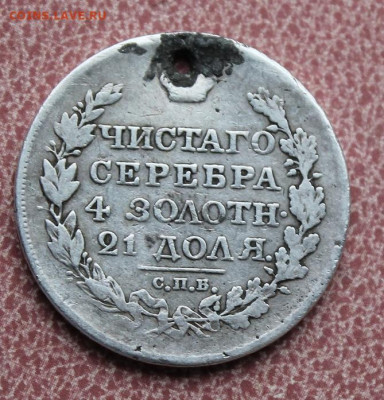 COINS.LAVE.RU
ЧИСТАГО
СЕРЕБРА
4 ЗОЛОТН.
21 ДОЛЯ.
С.П.Б.